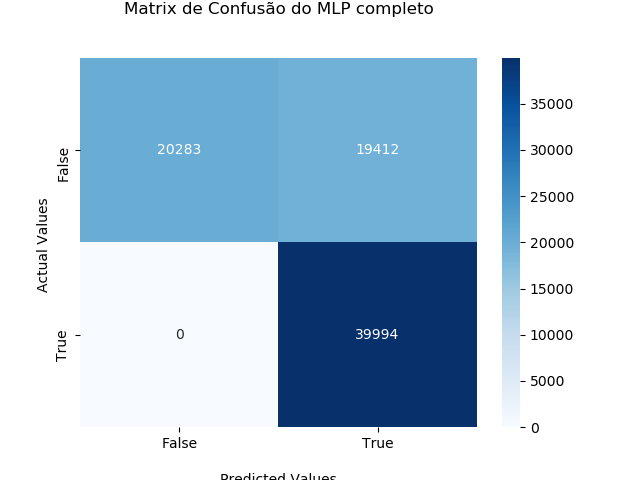 Matrix de Confusão do MLP completo
Actual Values
False
True
20283
19412
0
39994
False
True
Predicted Values
35000
30000
25000
20000
15000
10000
5000
0